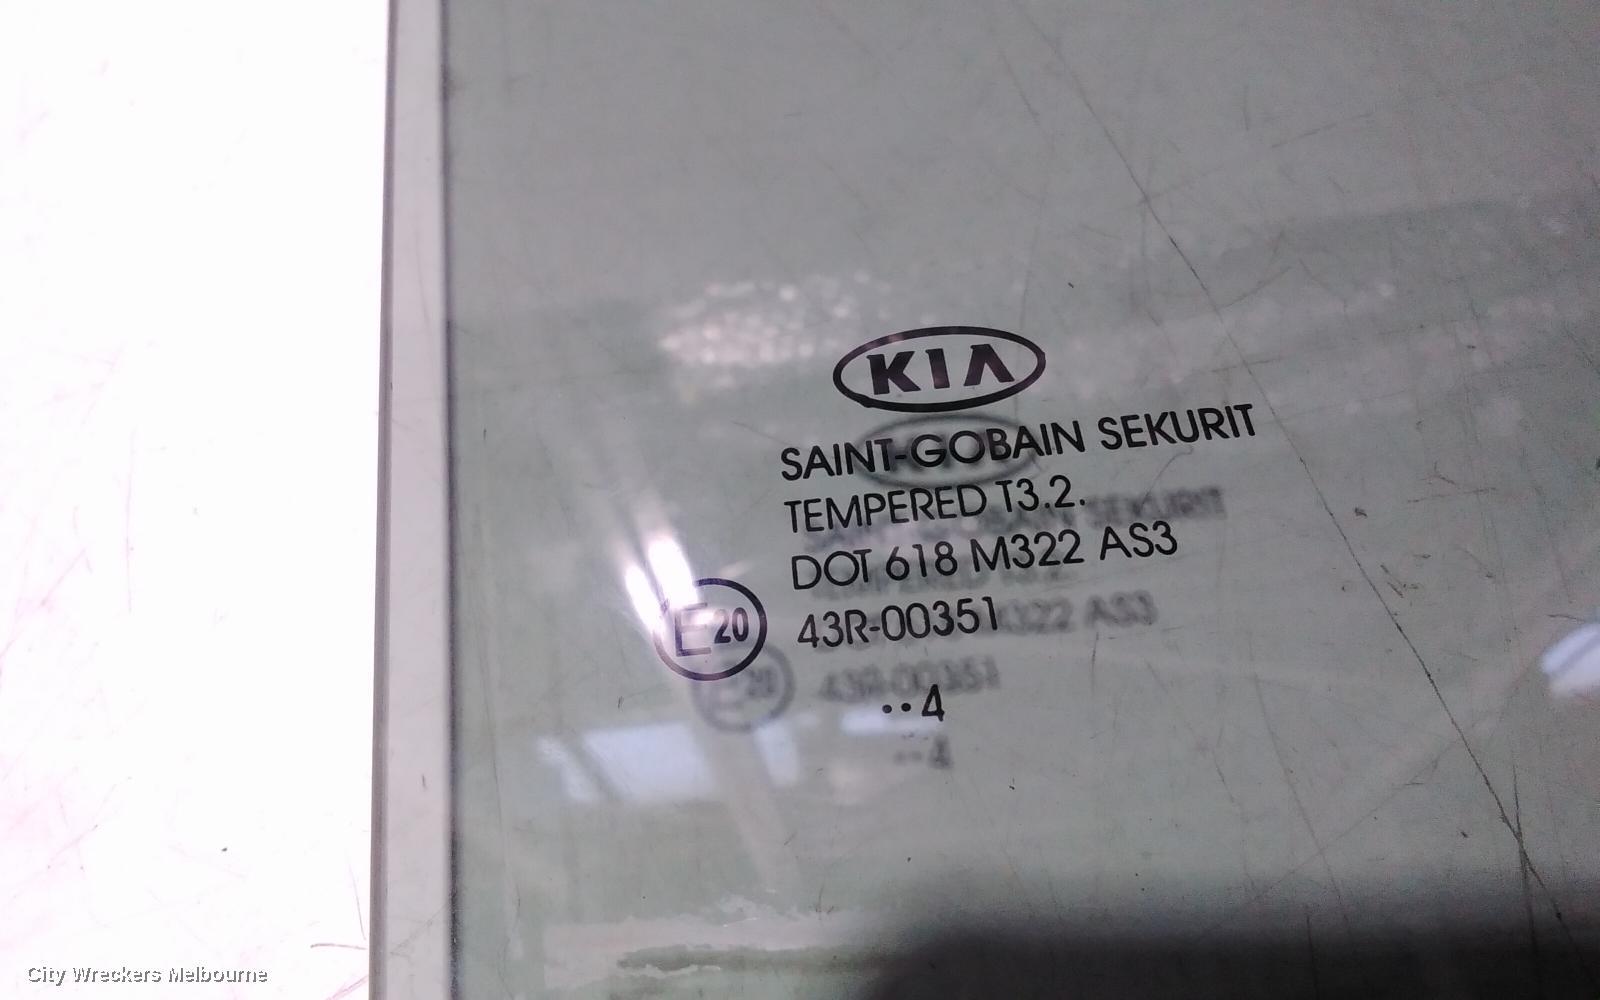 KIA
SAINT-GOBAIN SEKURIT
TEMPERED T3.2.
DOT 618 M322 AS3
E20 43R-00351
..4
City Wreckers Melbourne